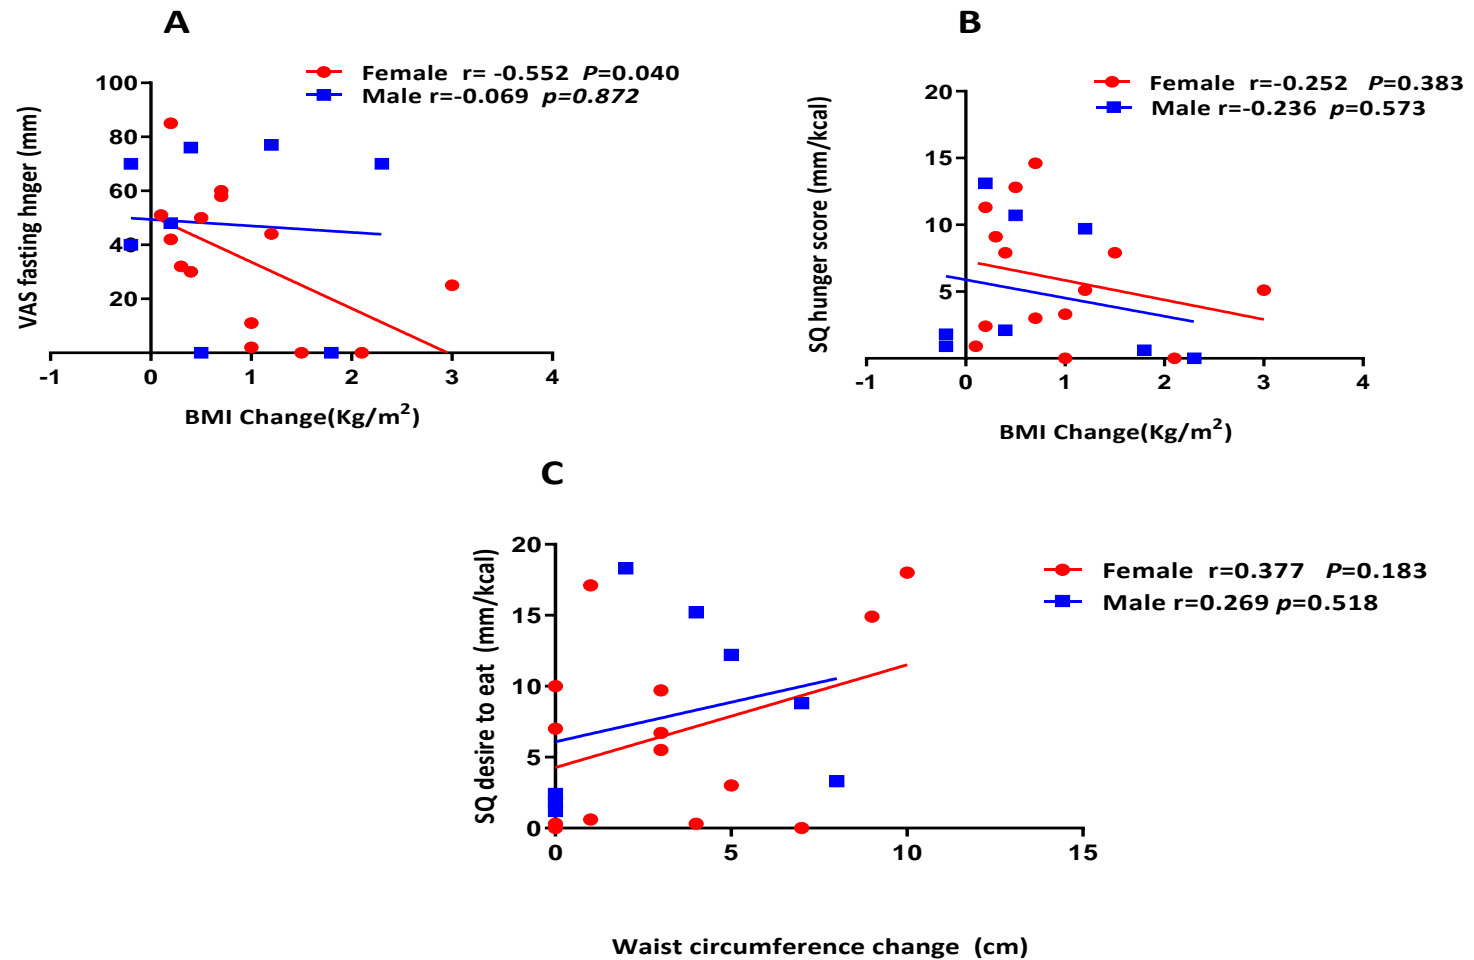 A
Female r= -0.552 P=0.040
Male r=-0.069 p=0.872
VAS fasting hnger (mm)
100
80
60
40
20
-1 0 1 2 3 4
BMI Change(Kg/m²)
B
Female r=-0.252 P=0.383
Male r=-0.236 p=0.573
SQ hunger score (mm/kcal)
20
15
10
5
-1 0 1 2 3 4
BMI Change(Kg/m²)
C
Female r=0.377 P=0.183
Male r=0.269 p=0.518
SQ desire to eat (mm/kcal)
20
15
10
5
0
0 5 10 15
Waist circumference change (cm)